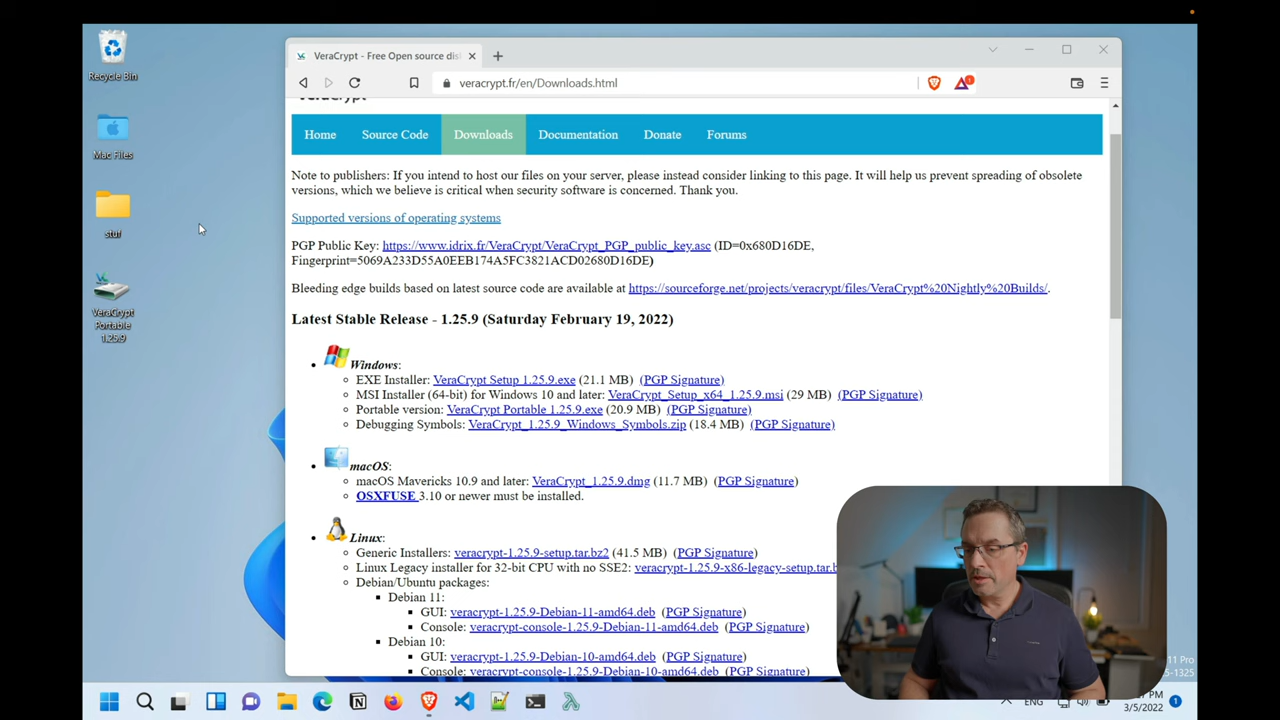 Recycle Bin
Mac Files
stuf
VeraCrypt
Portable
1.25.9
VeraCrypt - Free Open source dis
veracrypt.fr/en/Downloads.html
1
Home Source Code Downloads Documentation Donate Forums
Note to publishers: If you intend to host our files on your server, please instead consider linking to this page. It will help us prevent spreading of obsolete
versions, which we believe is critical when security software is concerned. Thank you.
Supported versions of operating systems
PGP Public Key: https://www.idrix.fr/VeraCrypt/VeraCrypt_PGP_public_key.asc (ID=0x680D16DE,
Fingerprint=5069A233D55A0EEB174A5FC3821ACD02680D16DE)
Bleeding edge builds based on latest source code are available at https://sourceforge.net/projects/veracrypt/files/VeraCrypt%20Nightly%20Builds/.
Latest Stable Release - 1.25.9 (Saturday February 19, 2022)
Windows:
EXE Installer: VeraCrypt Setup 1.25.9.exe (21.1 MB) (PGP Signature)
MSI Installer (64-bit) for Windows 10 and later: VeraCrypt_Setup_x64_1.25.9.msi (29 MB) (PGP Signature)
Portable version: VeraCrypt Portable 1.25.9.exe (20.9 MB) (PGP Signature)
Debugging Symbols: VeraCrypt_1.25.9_Windows_Symbols.zip (18.4 MB) (PGP Signature)
macOS:
macOS Mavericks 10.9 and later: VeraCrypt_1.25.9.dmg (11.7 MB) (PGP Signature)
OSXFUSE 3.10 or newer must be installed.
Linux:
Generic Installers: veracrypt-1.25.9-setup.tar.bz2 (41.5 MB) (PGP Signature)
Linux Legacy installer for 32-bit CPU with no SSE2: veracrypt-1.25.9-x86-legacy-setup.tar.b
Debian/Ubuntu packages:
Debian 11:
GUI: veracrypt-1.25.9-Debian-11-amd64.deb (PGP Signature)
Console: veracrypt-console-1.25.9-Debian-11-amd64.deb (PGP Signature)
Debian 10:
GUI: veracrypt-1.25.9-Debian-10-amd64.deb (PGP Signature)
Console: veracrypt-console-1.25.9-Debian-10-amd64.deb (PGP Signature)
11 Pro
5-1325
ENG
PM
3/5/2022
1